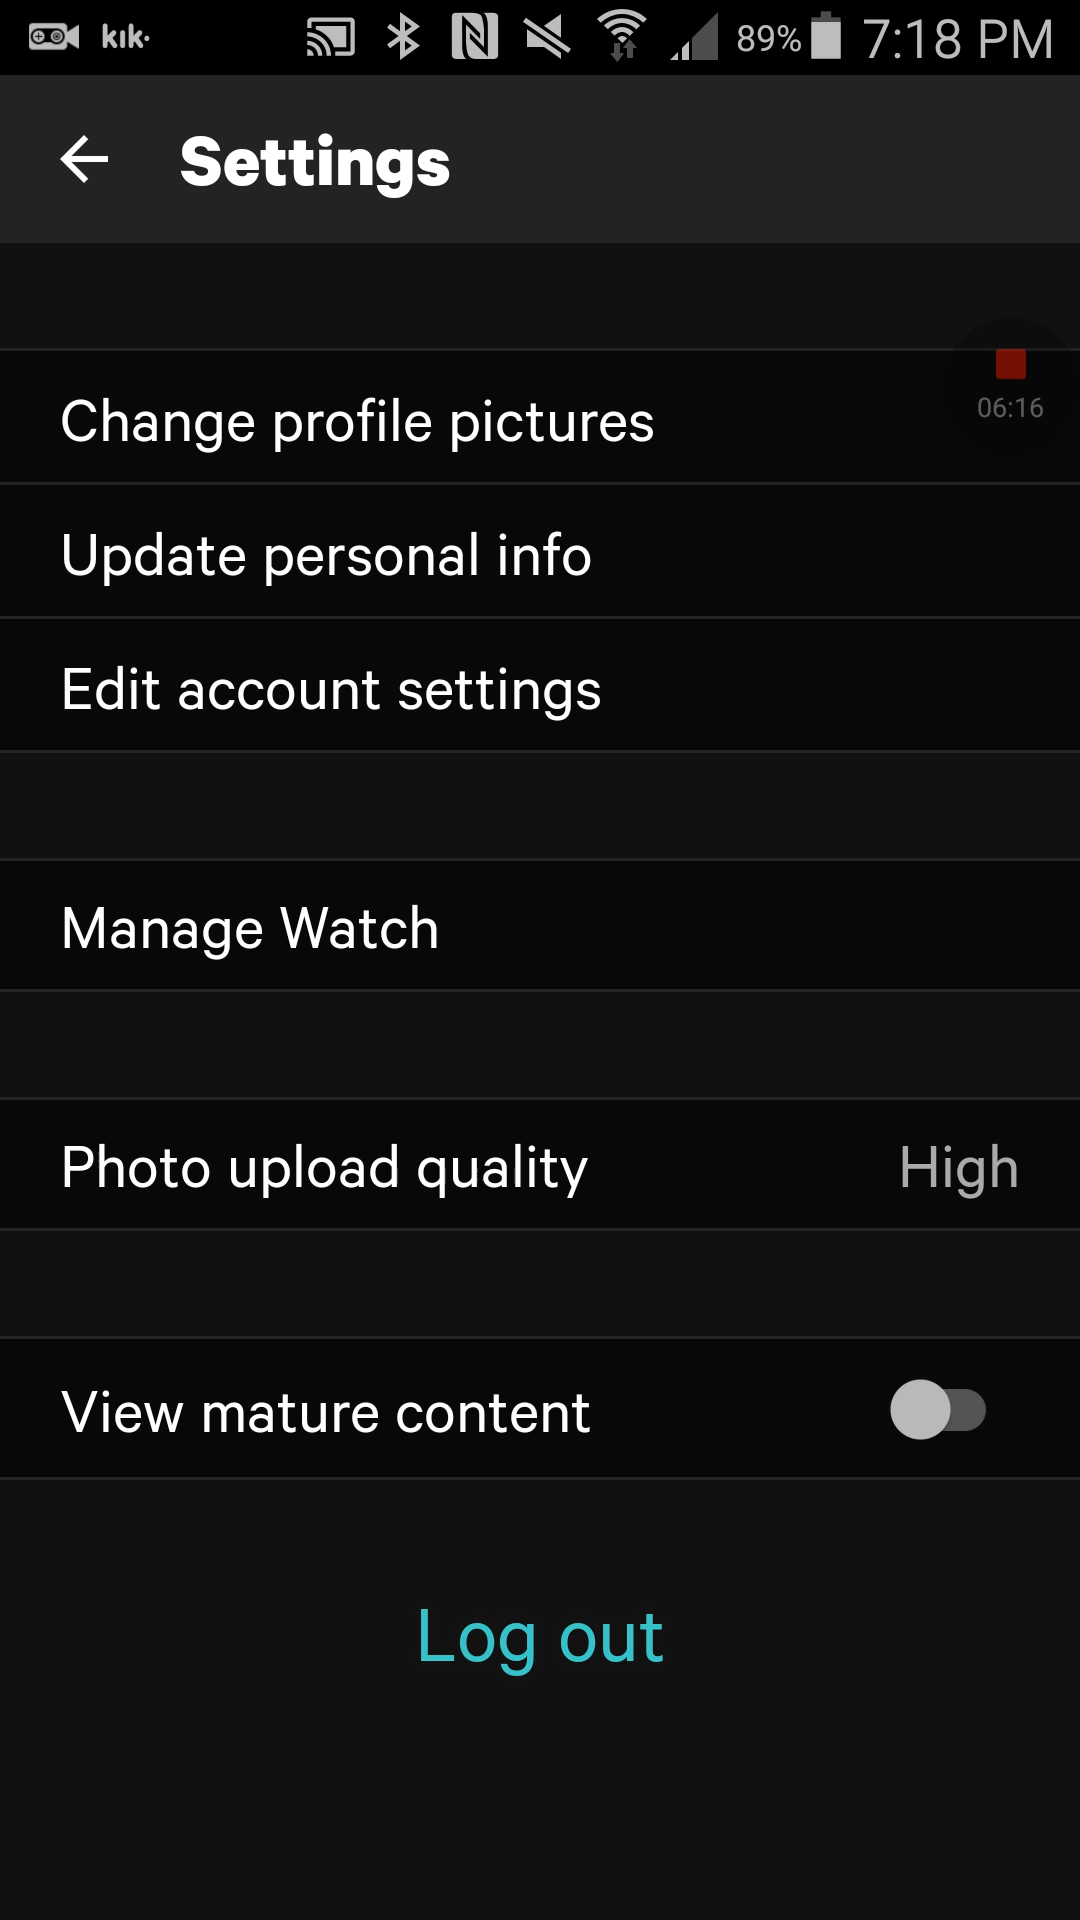 kik. 89% 7:18 PM
Settings
06:16
Change profile pictures
Update personal info
Edit account settings
Manage Watch
Photo upload quality High
View mature content
Log out